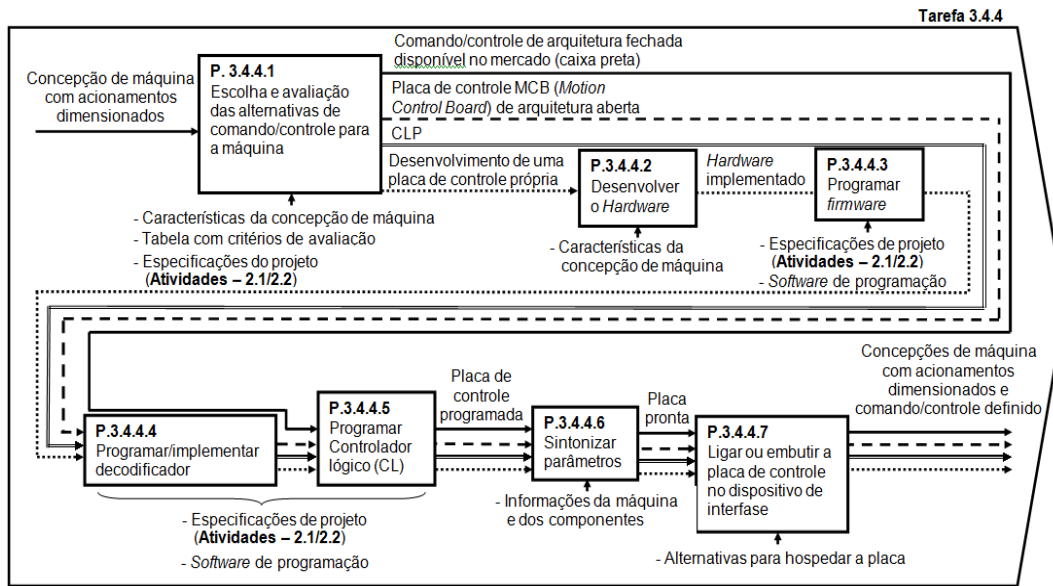 Tarefa 3.4.4
Concepção de máquina
com acionamentos
dimensionados
P. 3.4.4.1
Escolha e avaliação
das alternativas de
comando/controle para
a máquina
Comando/controle de arquitetura fechada
disponível no mercado (caixa preta)
Placa de controle MCB (Motion
Control Board) de arquitetura aberta
CLP
Desenvolvimento de uma
placa de controle própria
P.3.4.4.2
Desenvolver
o Hardware
Hardware
implementado
P.3.4.4.3
Programar
firmware
- Características da concepção de máquina
- Tabela com critérios de avaliação
- Especificações do projeto
(Atividades – 2.1/2.2)
- Características da
concepção de máquina
- Especificações de projeto
(Atividades – 2.1/2.2)
- Software de programação
P.3.4.4.4
Programar/implementar
decodificador
P.3.4.4.5
Programar
Controlador
lógico (CL)
Placa de
controle
programada
P.3.4.4.6
Sintonizar
parâmetros
Placa
pronta
P.3.4.4.7
Ligar ou embutir a
placa de controle
no dispositivo de
interfase
Concepções de máquina
com acionamentos
dimensionados e
comando/controle definido
- Especificações de projeto
(Atividades – 2.1/2.2)
- Software de programação
- Informações da máquina
e dos componentes
- Alternativas para hospedar a placa